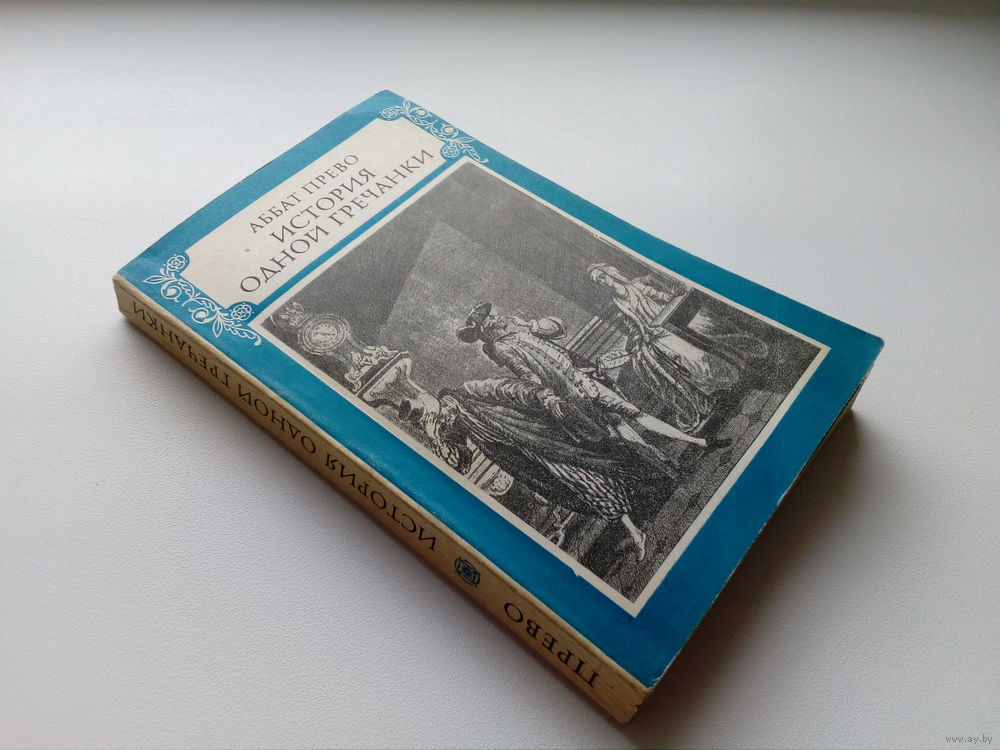 АББАТ ПРЕВО
ИСТОРИЯ
ОДНОЙ ГРЕЧАНКИ
ПРЕВО ИСТОРИЯ ОДНОЙ ГРЕЧАНКИ
www.ay.by